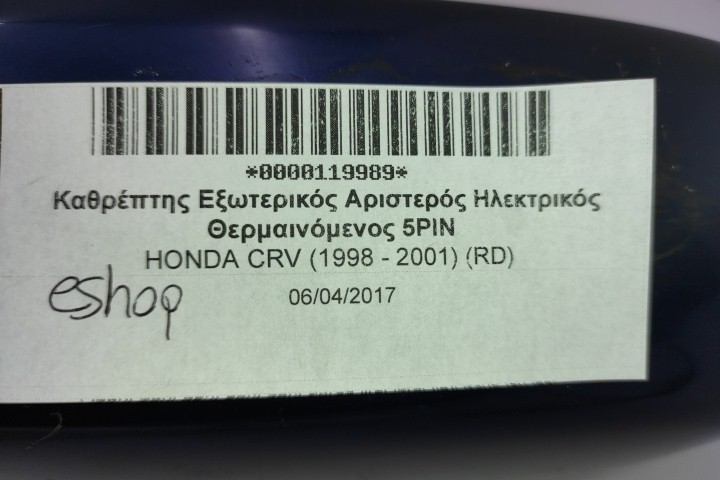 *0000119989*
Καθρέπτης Εξωτερικός Αριστερός Ηλεκτρικός
Θερμαινόμενος 5PIN
HONDA CRV (1998 - 2001) (RD)
eshop
06/04/2017